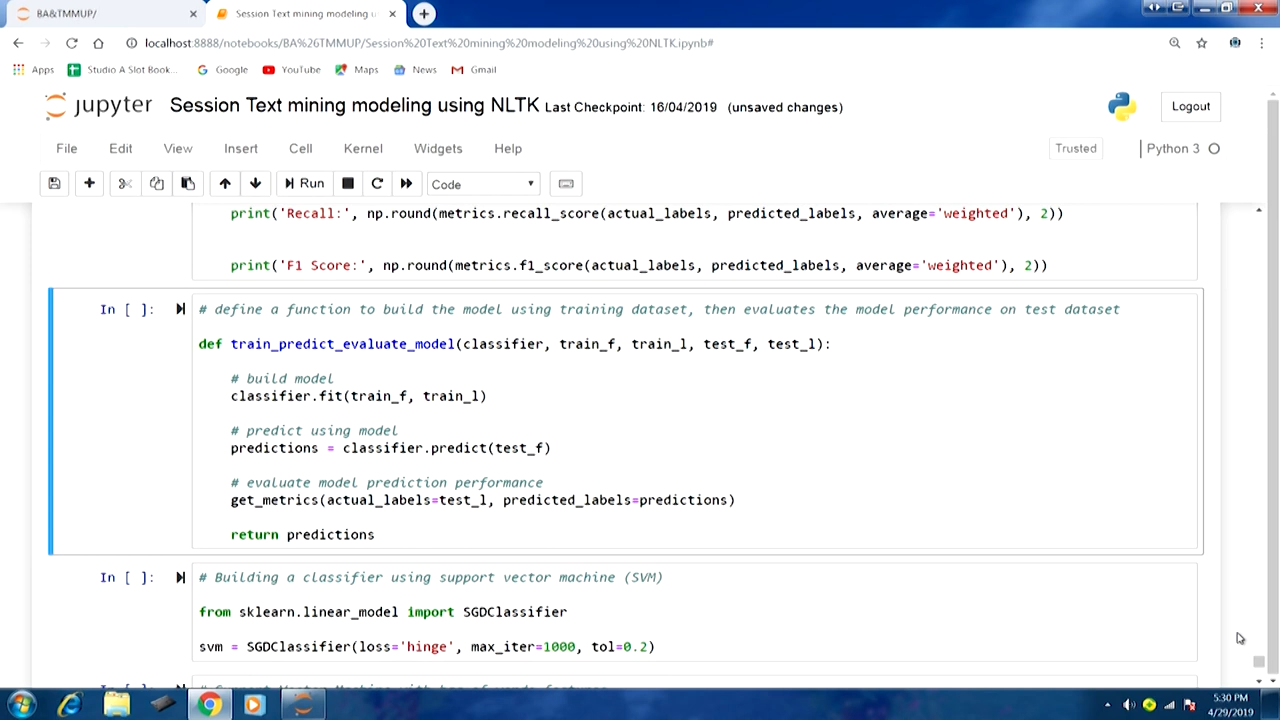 BA&TMMUP/
Session Text mining modeling u
localhost:8888/notebooks/BA%26TMMUP/Session%20Text%20mining%20modeling%20using%20NLTK.ipynb#
Apps Studio A Slot Book... Google YouTube Maps News Gmail
jupyter Session Text mining modeling using NLTK Last Checkpoint: 16/04/2019 (unsaved changes)
Logout
File Edit View Insert Cell Kernel Widgets Help
Trusted Python 3
Run Code
print('Recall:', np.round(metrics.recall_score(actual_labels, predicted_labels, average='weighted'), 2))
print('F1 Score:', np.round(metrics.f1_score(actual_labels, predicted_labels, average='weighted'), 2))
In [ ]:
# define a function to build the model using training dataset, then evaluates the model performance on test dataset
def train_predict_evaluate_model(classifier, train_f, train_l, test_f, test_l):
# build model
classifier.fit(train_f, train_l)
# predict using model
predictions = classifier.predict(test_f)
# evaluate model prediction performance
get_metrics(actual_labels=test_l, predicted_labels=predictions)
return predictions
In [ ]:
# Building a classifier using support vector machine (SVM)
from sklearn.linear_model import SGDClassifier
svm = SGDClassifier(loss='hinge', max_iter=1000, tol=0.2)
5:30 PM
4/29/2019